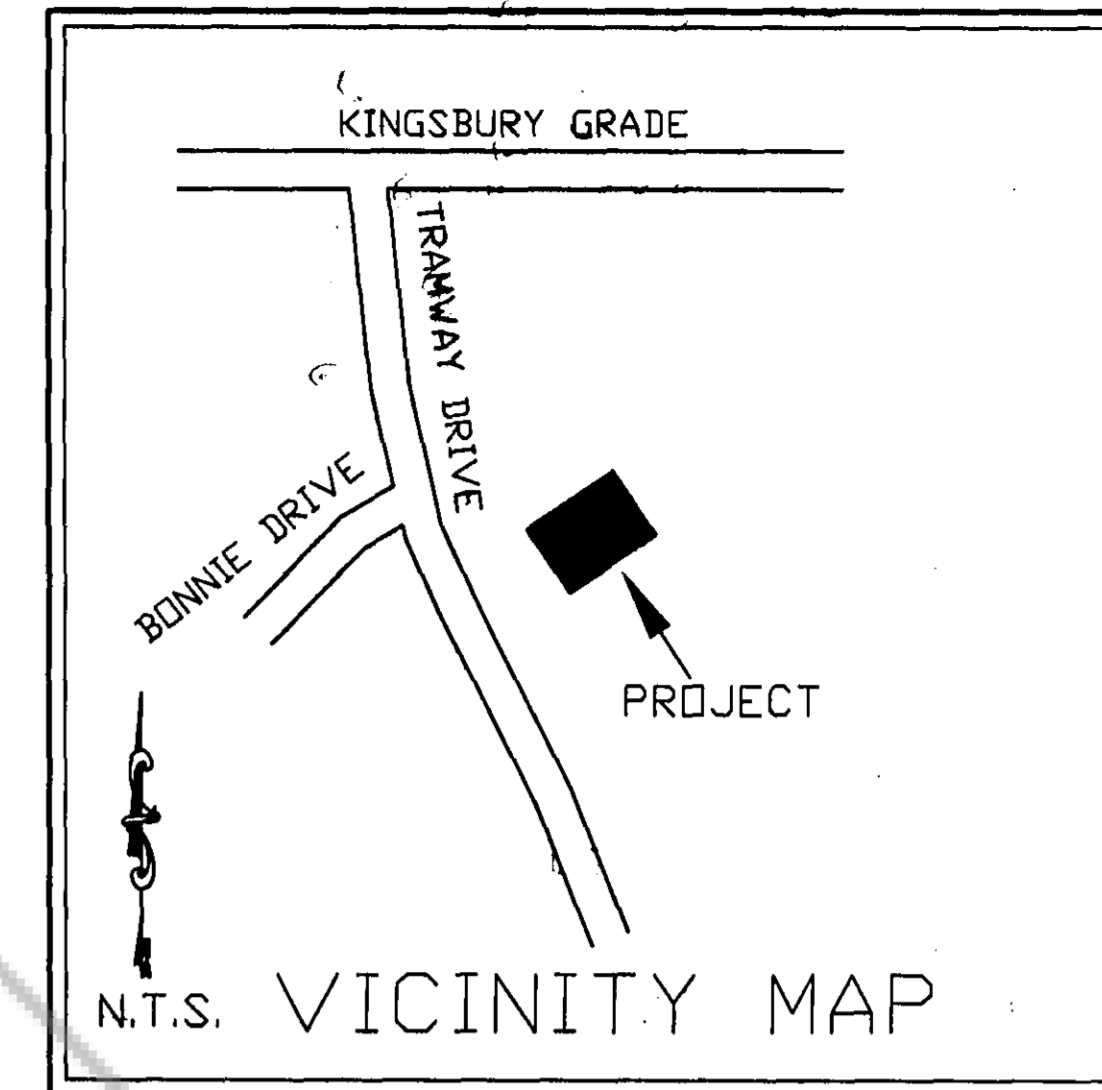 KINGSBURY GRADE
TRAMWAY DRIVE
BONNIE DRIVE
PROJECT
N.T.S.
VICINITY MAP